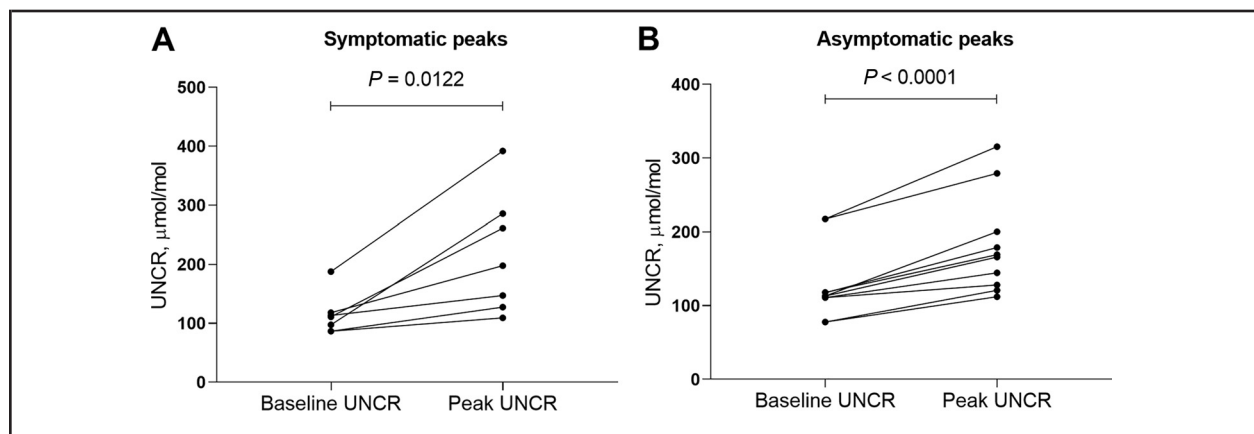 A
Symptomatic peaks
P = 0.0122
500
400
300
200
100
0
UNCR, μmol/mol
Baseline UNCR
Peak UNCR
B
Asymptomatic peaks
P < 0.0001
400
300
200
100
0
UNCR, μmol/mol
Baseline UNCR
Peak UNCR